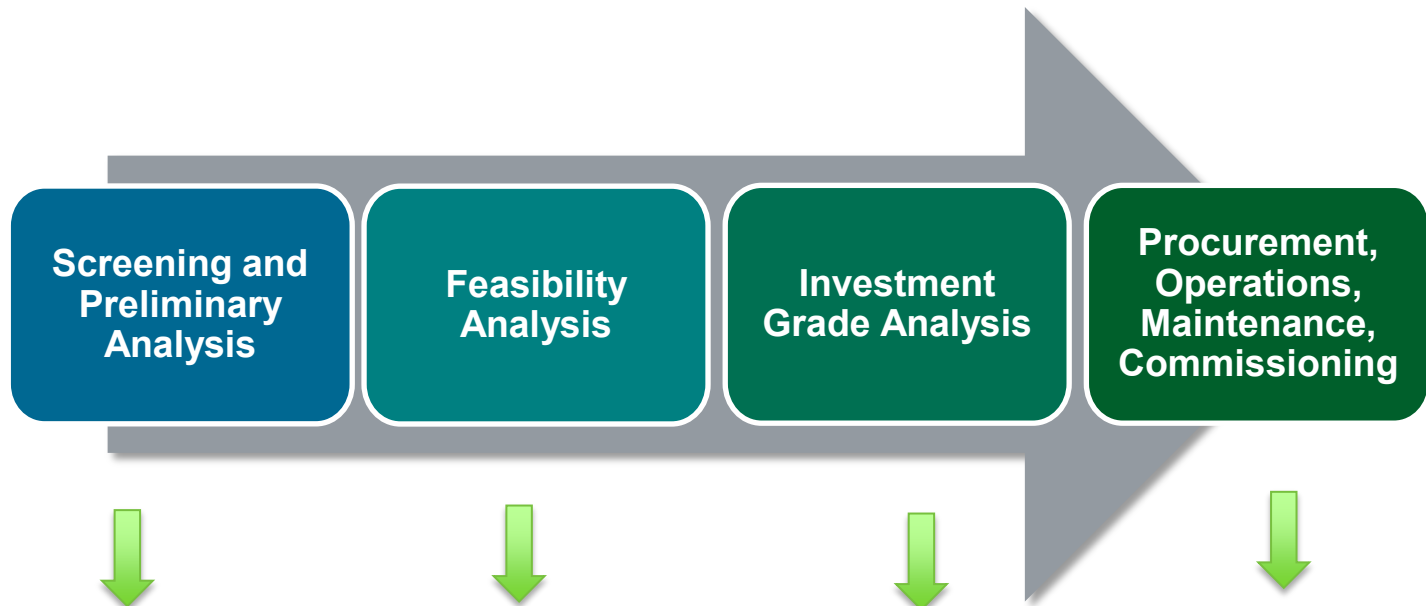 Screening and
Preliminary
Analysis
Feasibility
Analysis
Investment
Grade Analysis
Procurement,
Operations,
Maintenance,
Commissioning